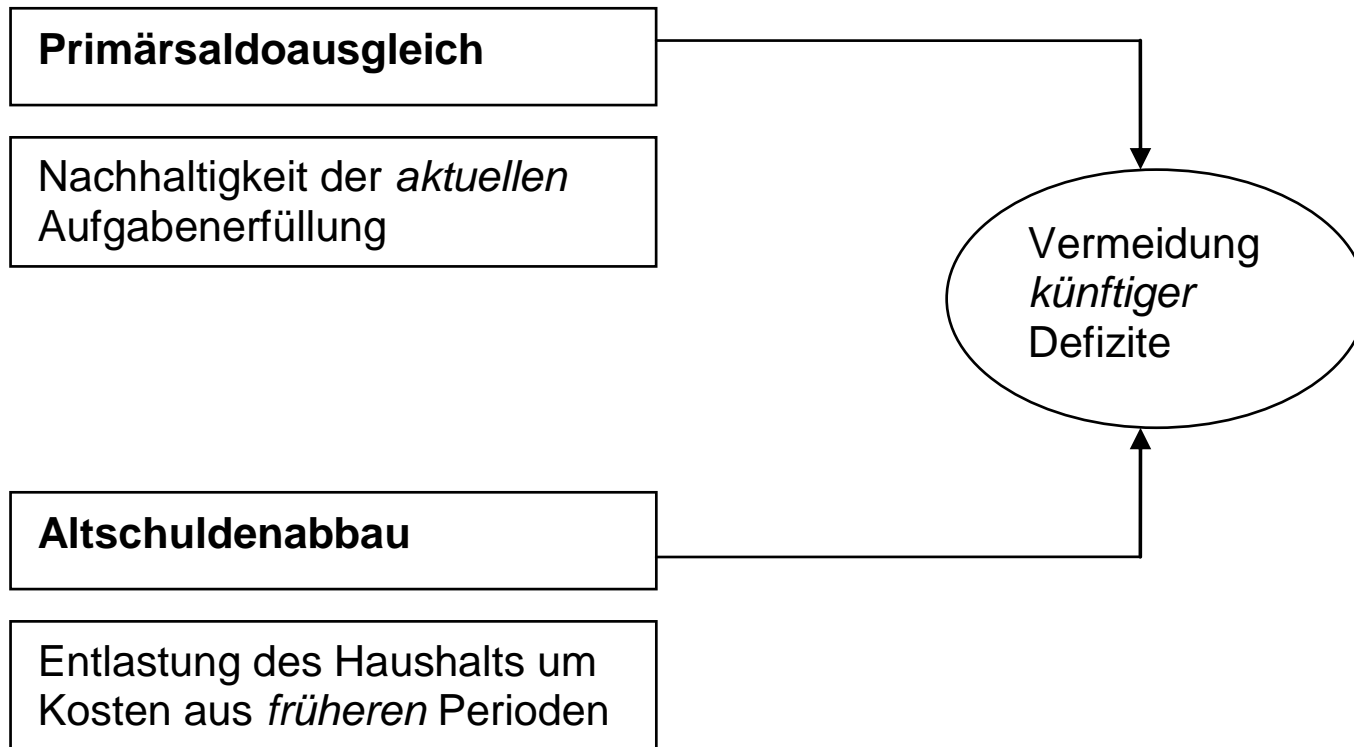 Primärsaldoausgleich
Nachhaltigkeit der aktuellen
Aufgabenerfüllung
Vermeidung
künftiger
Defizite
Altschuldenabbau
Entlastung des Haushalts um
Kosten aus früheren Perioden